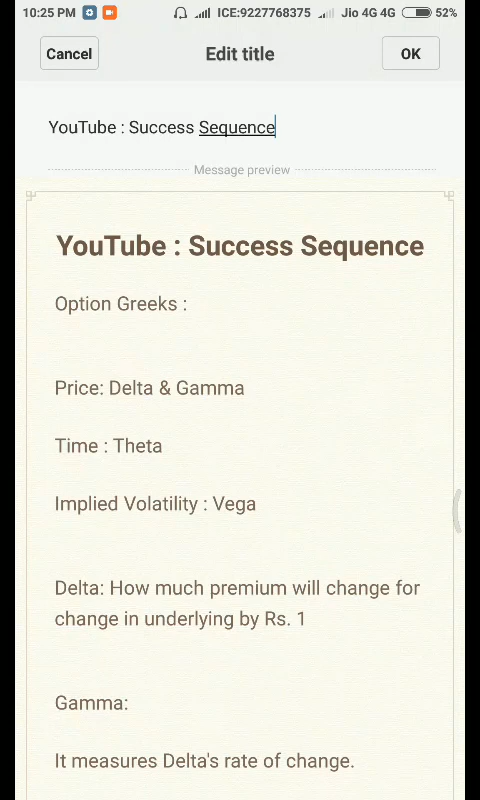 10:25 PM ICE:9227768375 Jio 4G 4G 52%
Cancel Edit title OK
YouTube : Success Sequence
Message preview
YouTube : Success Sequence
Option Greeks :
Price: Delta & Gamma
Time : Theta
Implied Volatility : Vega
Delta: How much premium will change for
change in underlying by Rs. 1
Gamma:
It measures Delta's rate of change.